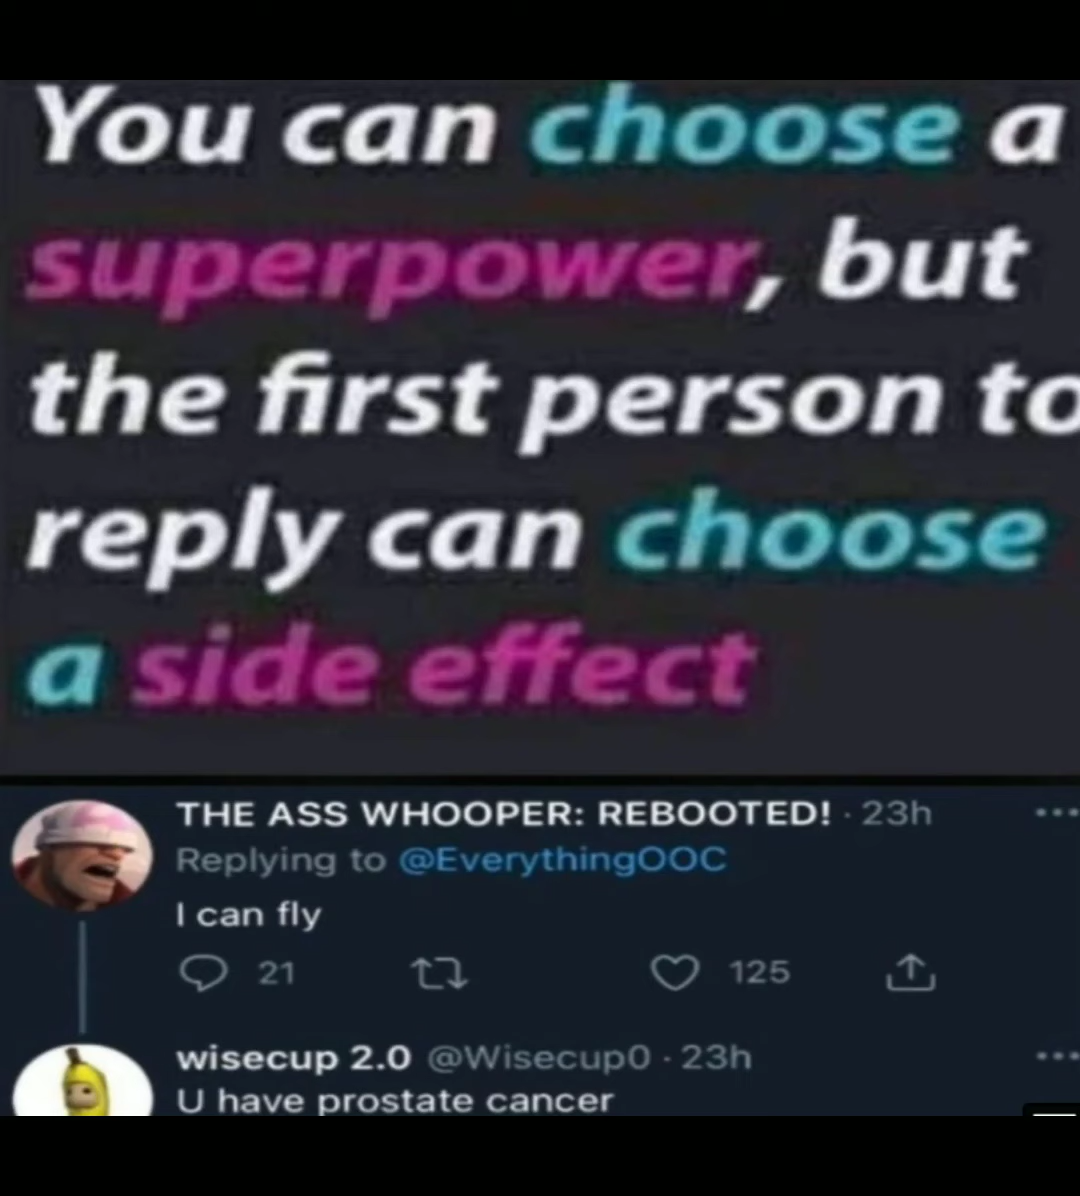 You can choose a
superpower, but
the first person to
reply can choose
a side effect
THE ASS WHOOPER: REBOOTED! · 23h
Replying to @EverythingOOC
I can fly
21
125
wisecup 2.0 @Wisecup0 · 23h
U have prostate cancer